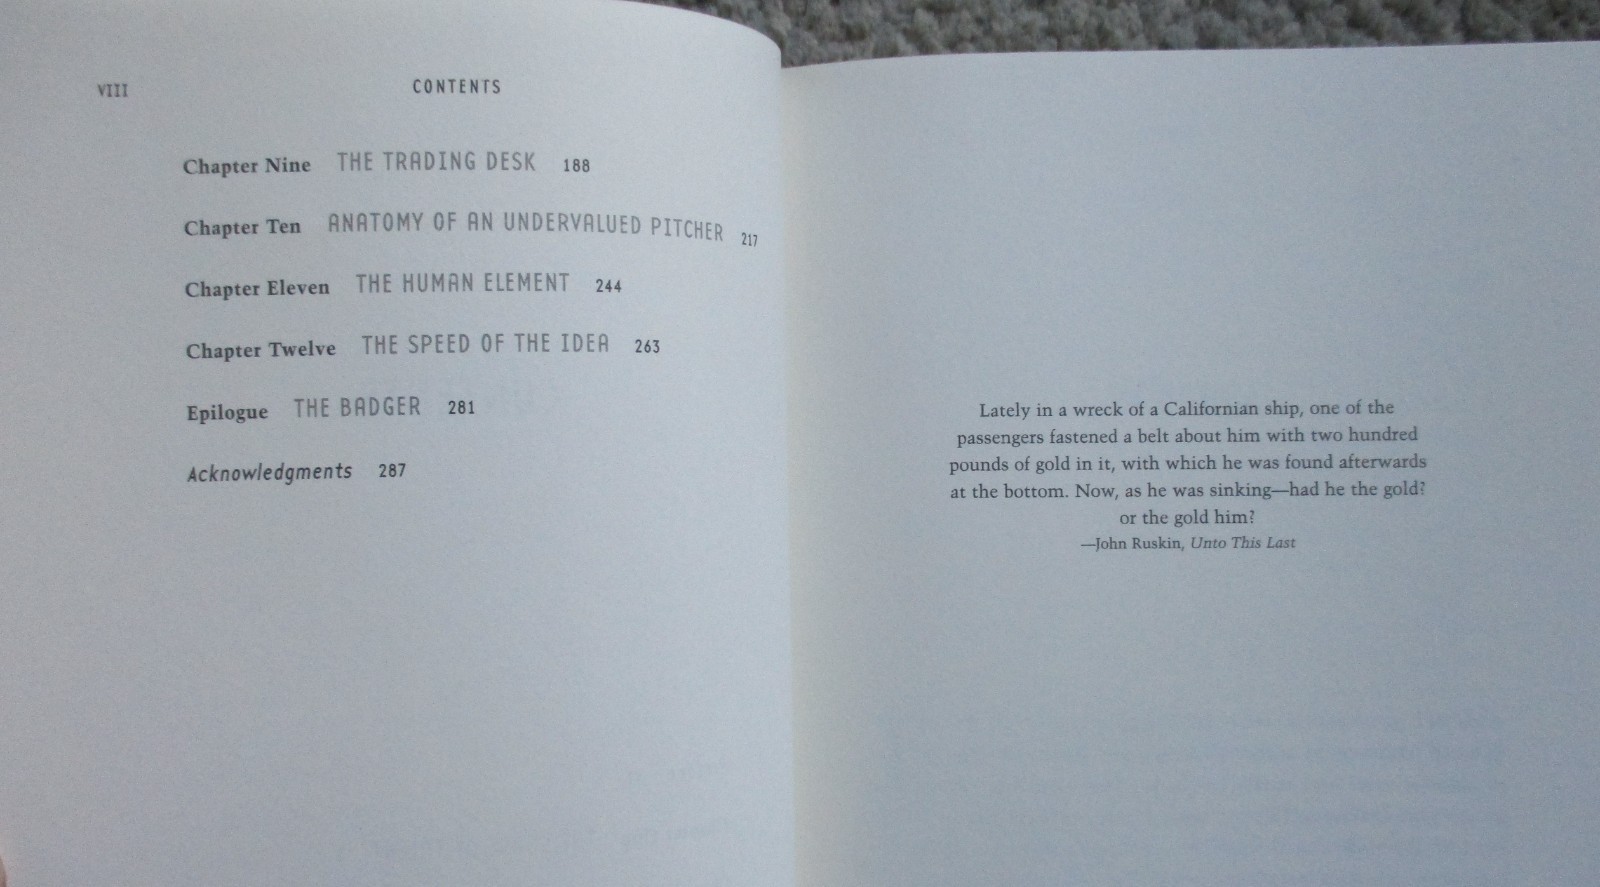 VIII CONTENTS
Chapter Nine THE TRADING DESK 188
Chapter Ten ANATOMY OF AN UNDERVALUED PITCHER 217
Chapter Eleven THE HUMAN ELEMENT 244
Chapter Twelve THE SPEED OF THE IDEA 263
Epilogue THE BADGER 281
Acknowledgments 287
Lately in a wreck of a Californian ship, one of the
passengers fastened a belt about him with two hundred
pounds of gold in it, with which he was found afterwards
at the bottom. Now, as he was sinking—had he the gold?
or the gold him?
—John Ruskin, Unto This Last